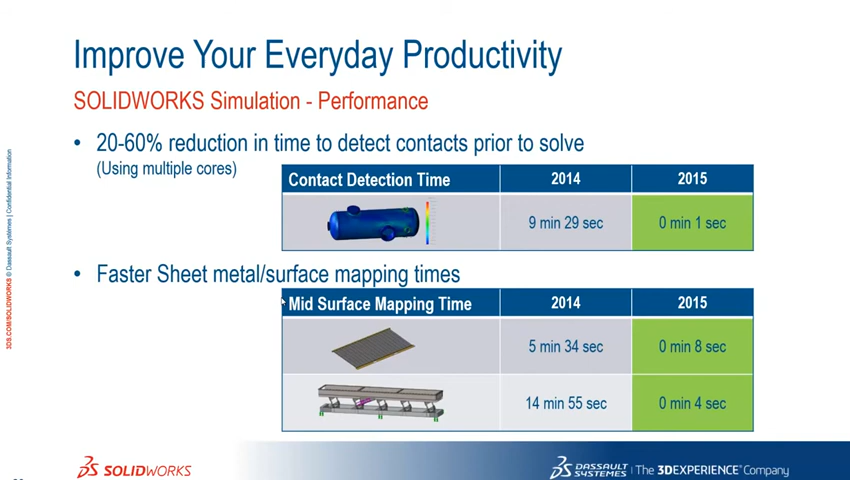 Improve Your Everyday Productivity
SOLIDWORKS Simulation - Performance
• 20-60% reduction in time to detect contacts prior to solve
(Using multiple cores)
Contact Detection Time 2014 2015
9 min 29 sec 0 min 1 sec
• Faster Sheet metal/surface mapping times
Mid Surface Mapping Time 2014 2015
5 min 34 sec 0 min 8 sec
14 min 55 sec 0 min 4 sec
3DS.COM/SOLIDWORKS © Dassault Systèmes | Confidential Information
SOLIDWORKS
DASSAULT SYSTEMES | The 3DEXPERIENCE Company